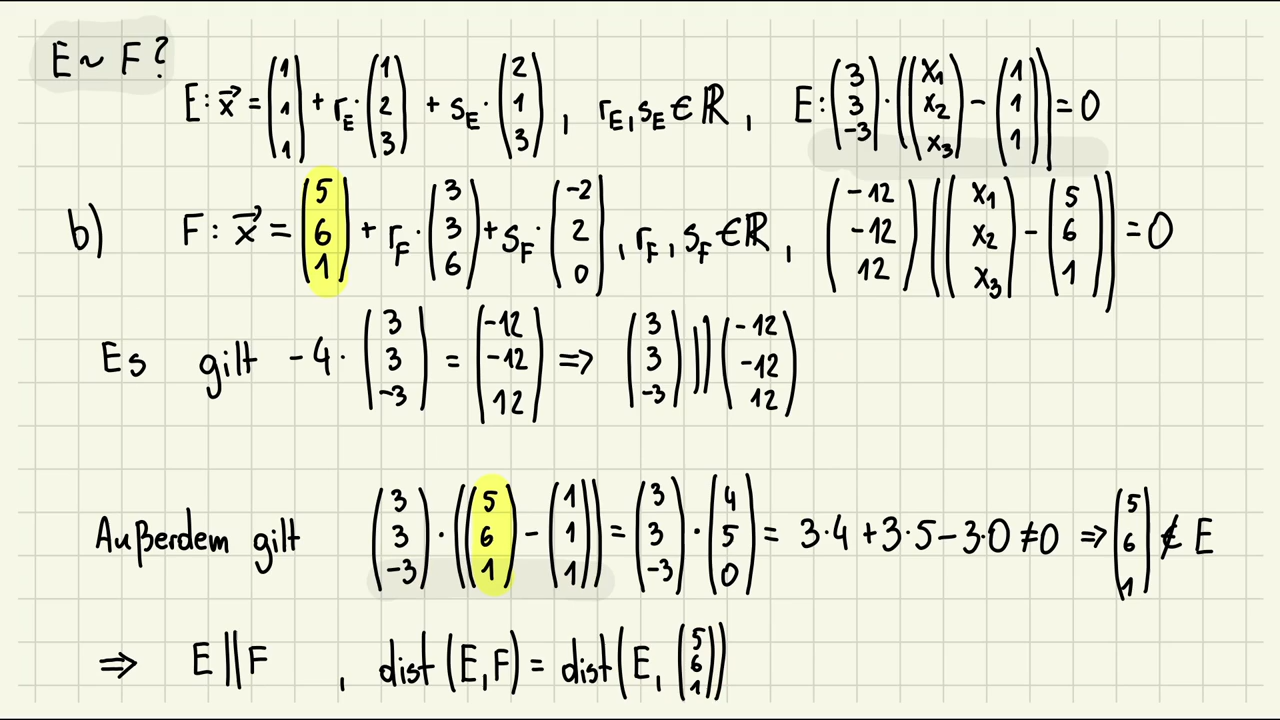 E ~ F?
E: x⃗ = (1 1 1) + r_E · (1 2 3) + s_E · (2 1 3) , r_E, s_E ∈ ℝ , E: (3 3 -3) · ((x₁ x₂ x₃) - (1 1 1)) = 0
b) F: x⃗ = (5 6 1) + r_F · (3 3 6) + s_F · (-2 2 0) , r_F, s_F ∈ ℝ , (-12 -12 12) ((x₁ x₂ x₃) - (5 6 1)) = 0
Es gilt -4 · (3 3 -3) = (-12 -12 12) ⇒ (3 3 -3) || (-12 -12 12)
Außerdem gilt (3 3 -3) · ((5 6 1) - (1 1 1)) = (3 3 -3) · (4 5 0) = 3·4 + 3·5 - 3·0 ≠ 0 ⇒ (5 6 1) ∉ E
⇒ E || F , dist (E, F) = dist (E, (5 6 1))